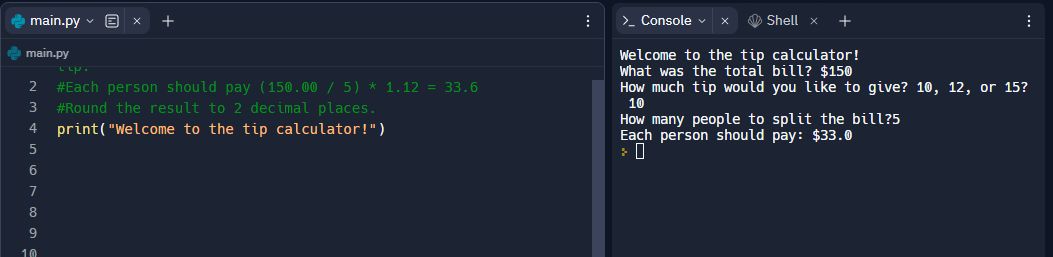 main.py
main.py
tip.
2 #Each person should pay (150.00 / 5) * 1.12 = 33.6
3 #Round the result to 2 decimal places.
4 print("Welcome to the tip calculator!")
5
6
7
8
9
10
>_ Console
Shell
Welcome to the tip calculator!
What was the total bill? $150
How much tip would you like to give? 10, 12, or 15?
10
How many people to split the bill?5
Each person should pay: $33.0